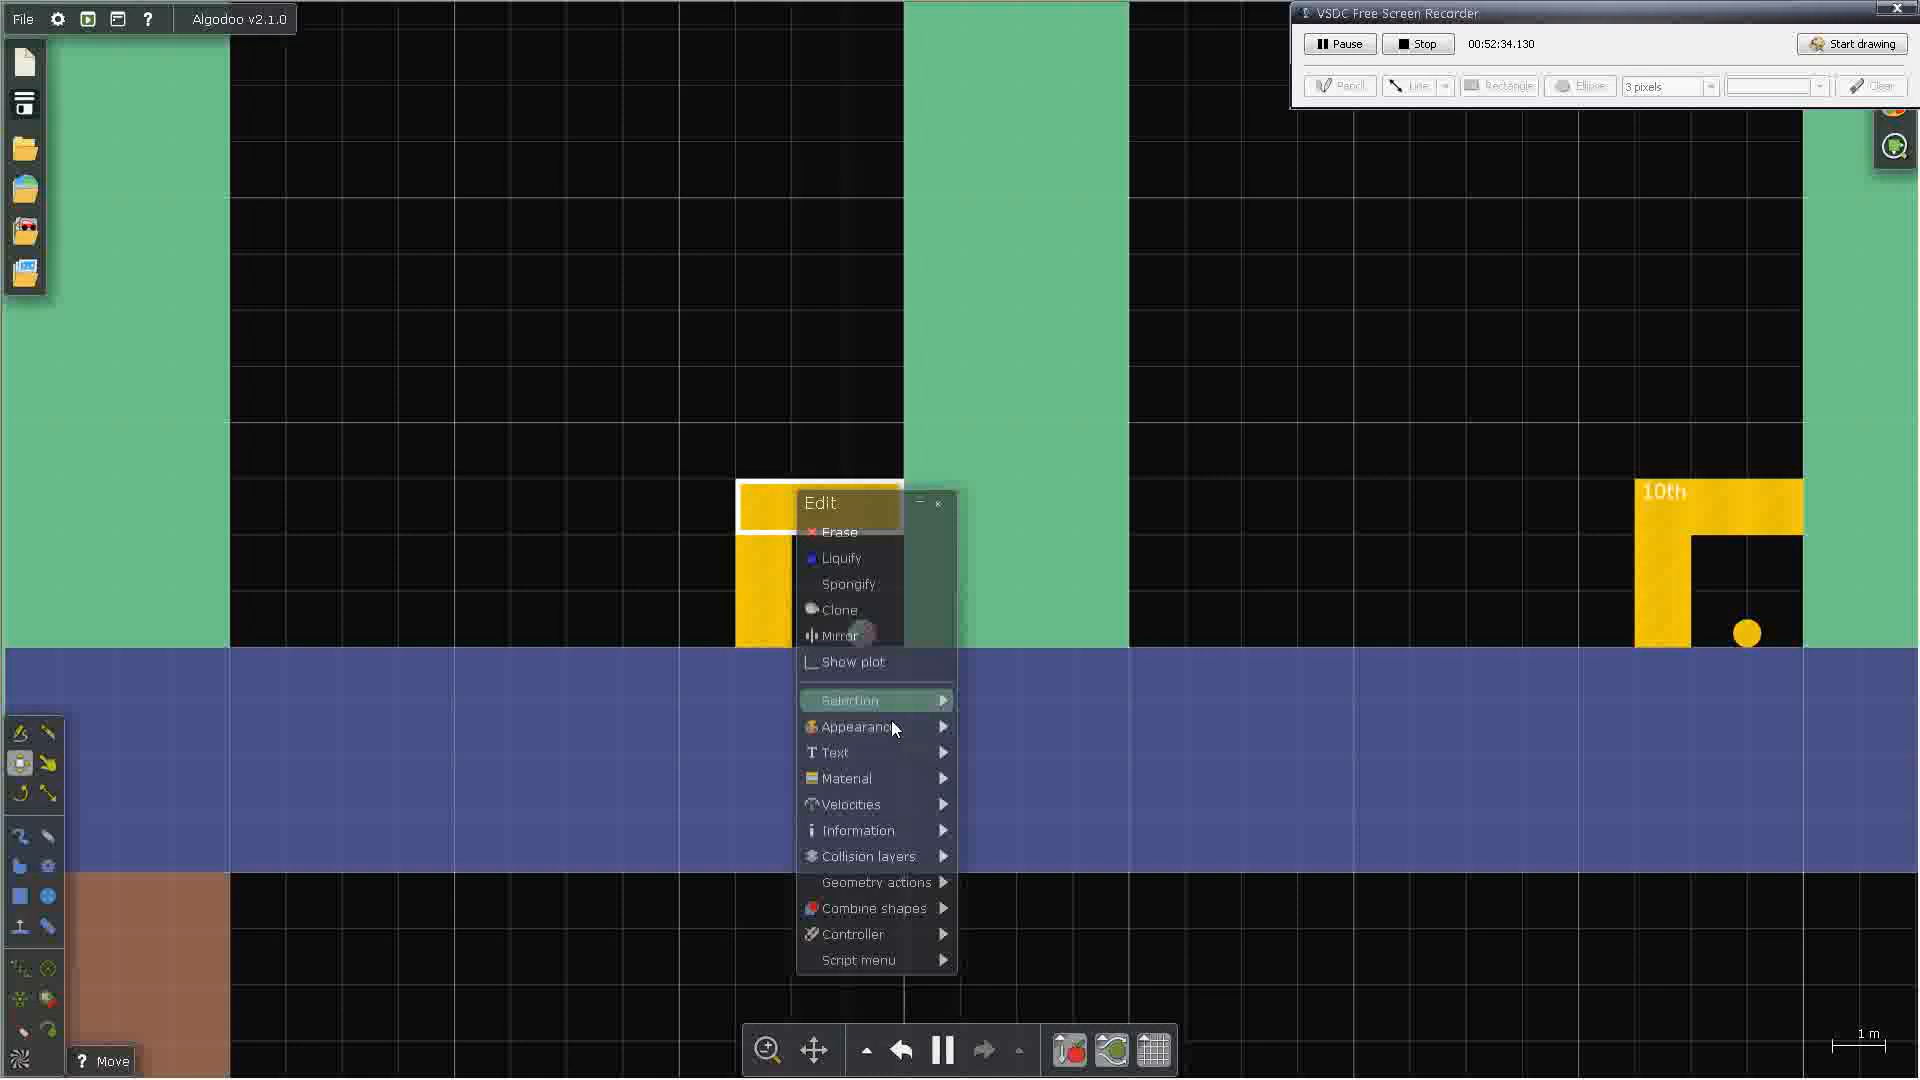 File
Algodoo v2.1.0
VSDC Free Screen Recorder
Pause
Stop
00:52:34.130
Start drawing
Pencil
Line
Rectangle
Ellipse
3 pixels
Clear
10th
Edit
Erase
Liquify
Spongify
Clone
Mirror
Show plot
Selection
Appearance
Text
Material
Velocities
Information
Collision layers
Geometry actions
Combine shapes
Controller
Script menu
? Move
1 m